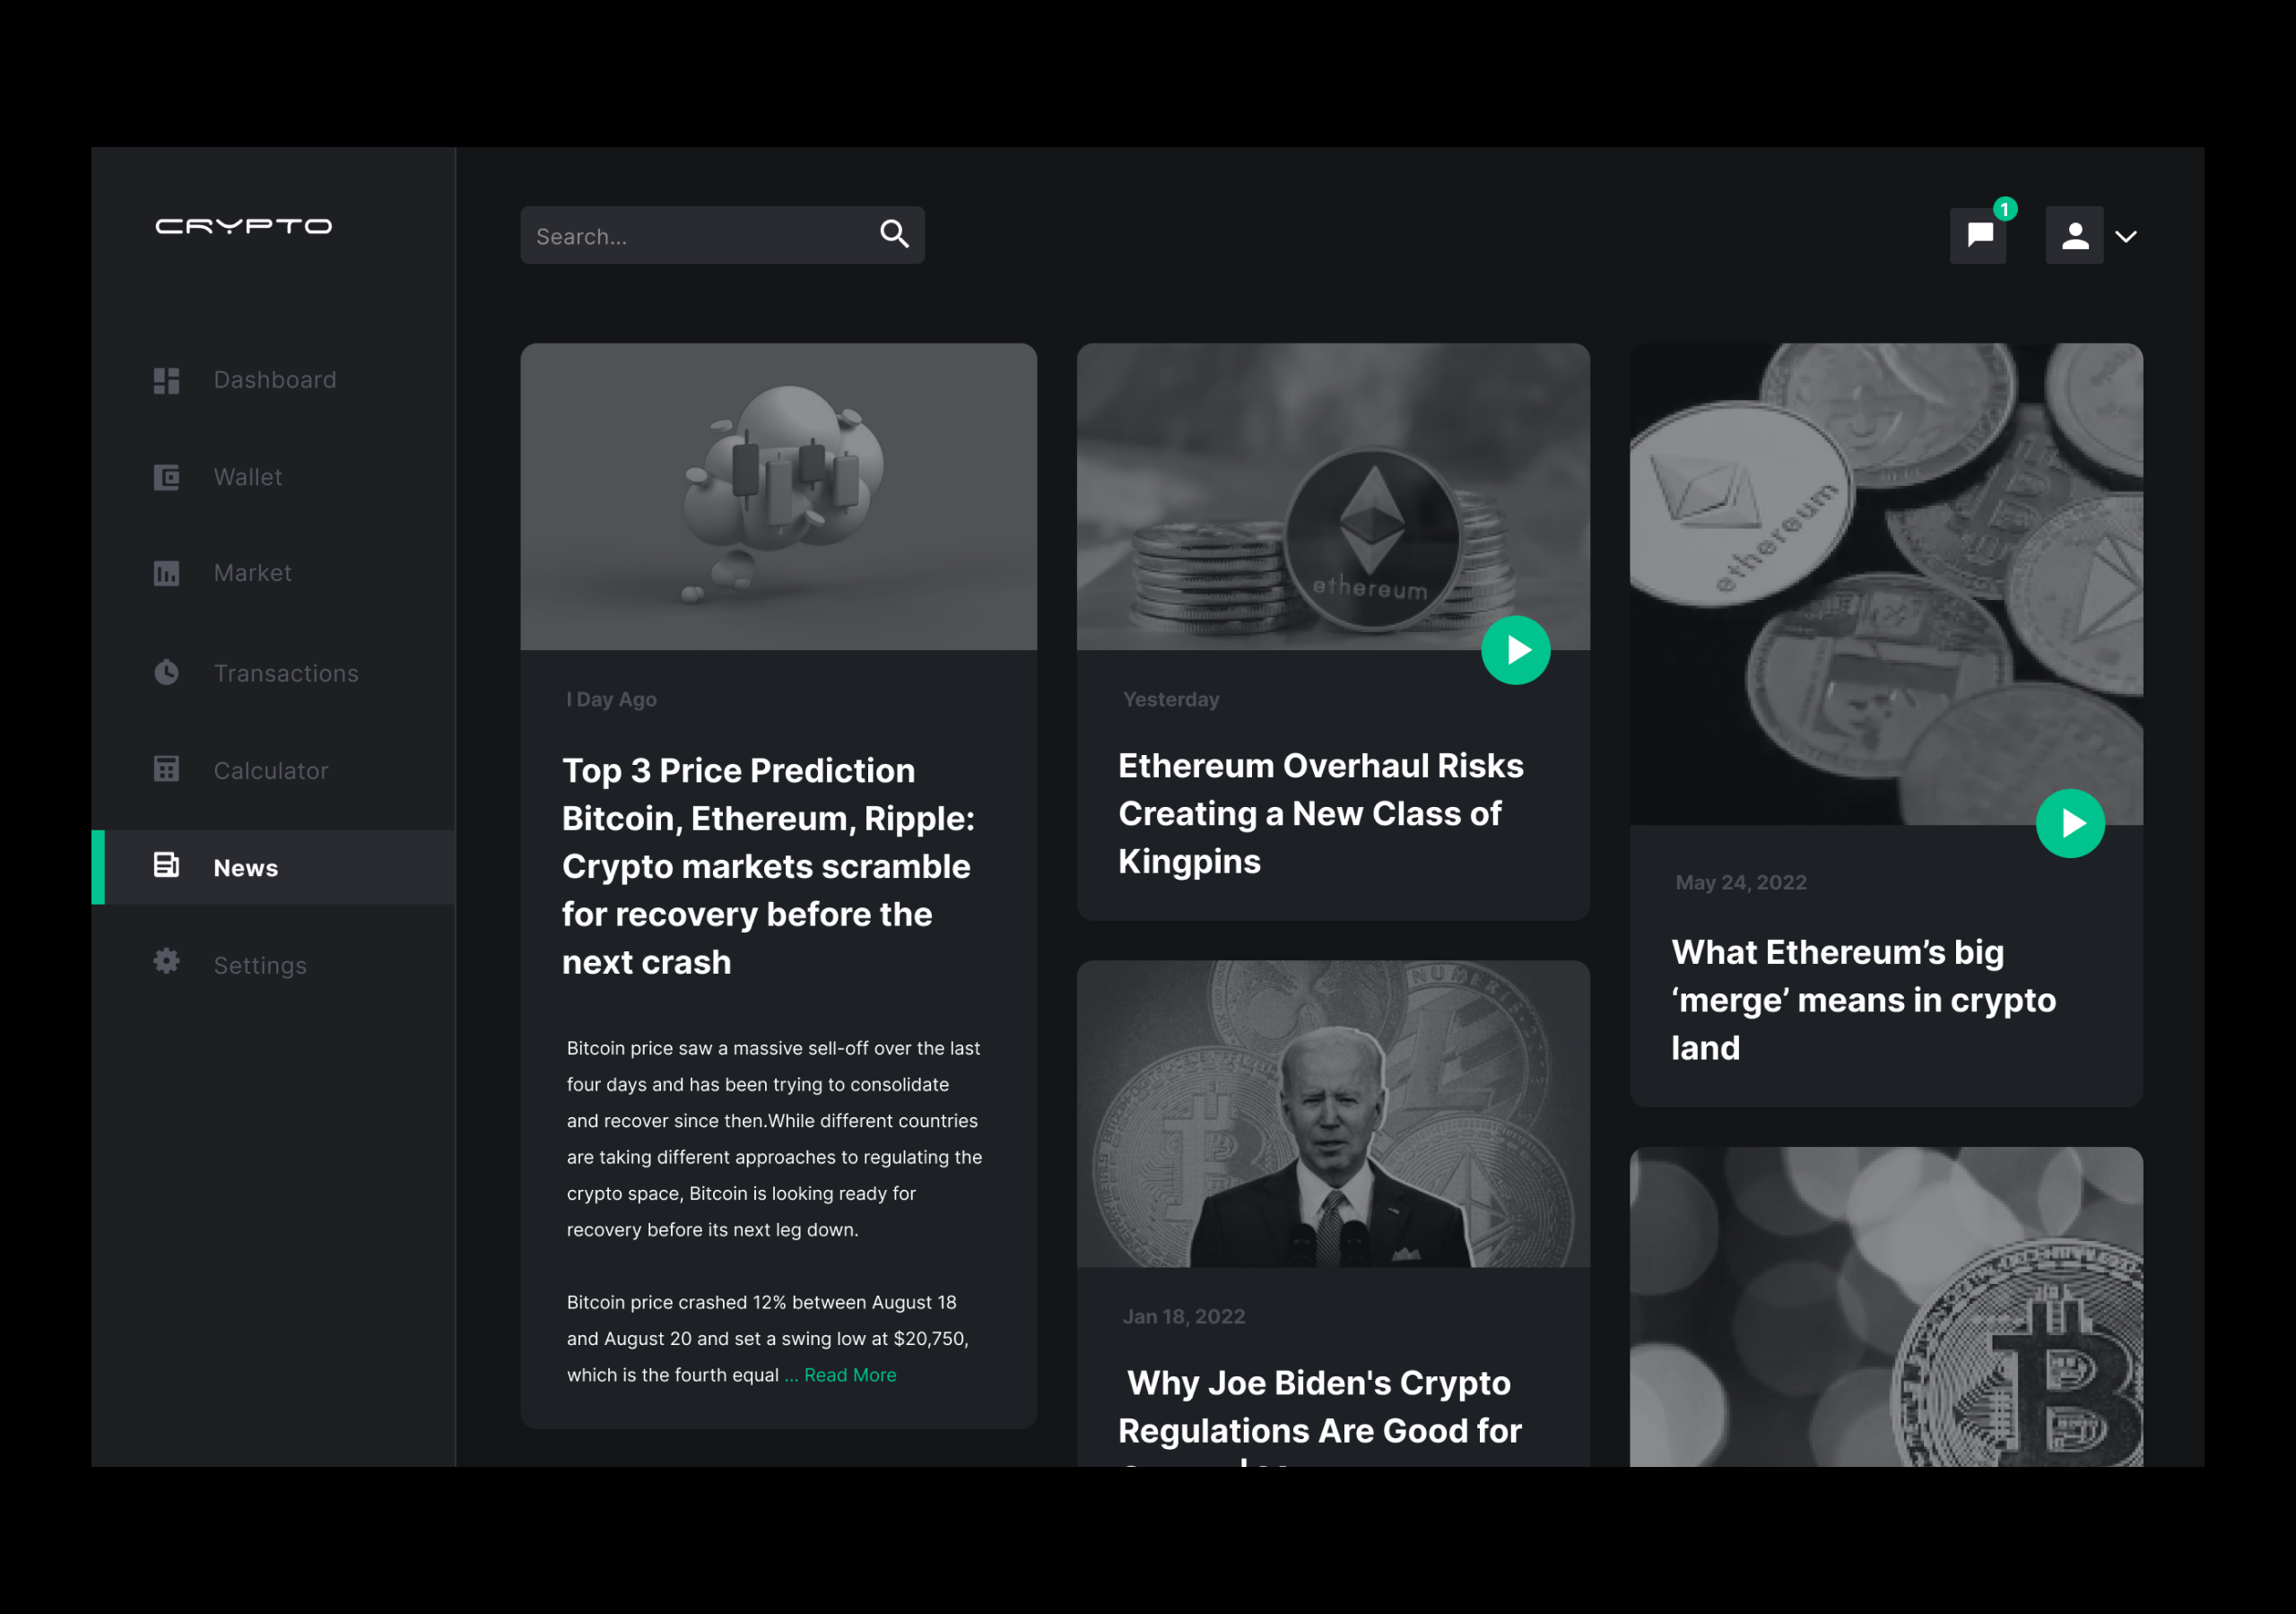 CRYPTO
Search...
1
Dashboard
Wallet
Market
Transactions
Calculator
News
Settings
I Day Ago
Top 3 Price Prediction
Bitcoin, Ethereum, Ripple:
Crypto markets scramble
for recovery before the
next crash
Bitcoin price saw a massive sell-off over the last
four days and has been trying to consolidate
and recover since then.While different countries
are taking different approaches to regulating the
crypto space, Bitcoin is looking ready for
recovery before its next leg down.
Bitcoin price crashed 12% between August 18
and August 20 and set a swing low at $20,750,
which is the fourth equal ... Read More
ethereum
Yesterday
Ethereum Overhaul Risks
Creating a New Class of
Kingpins
NUMERI
Jan 18, 2022
Why Joe Biden's Crypto
Regulations Are Good for
ethereum
May 24, 2022
What Ethereum’s big
‘merge’ means in crypto
land